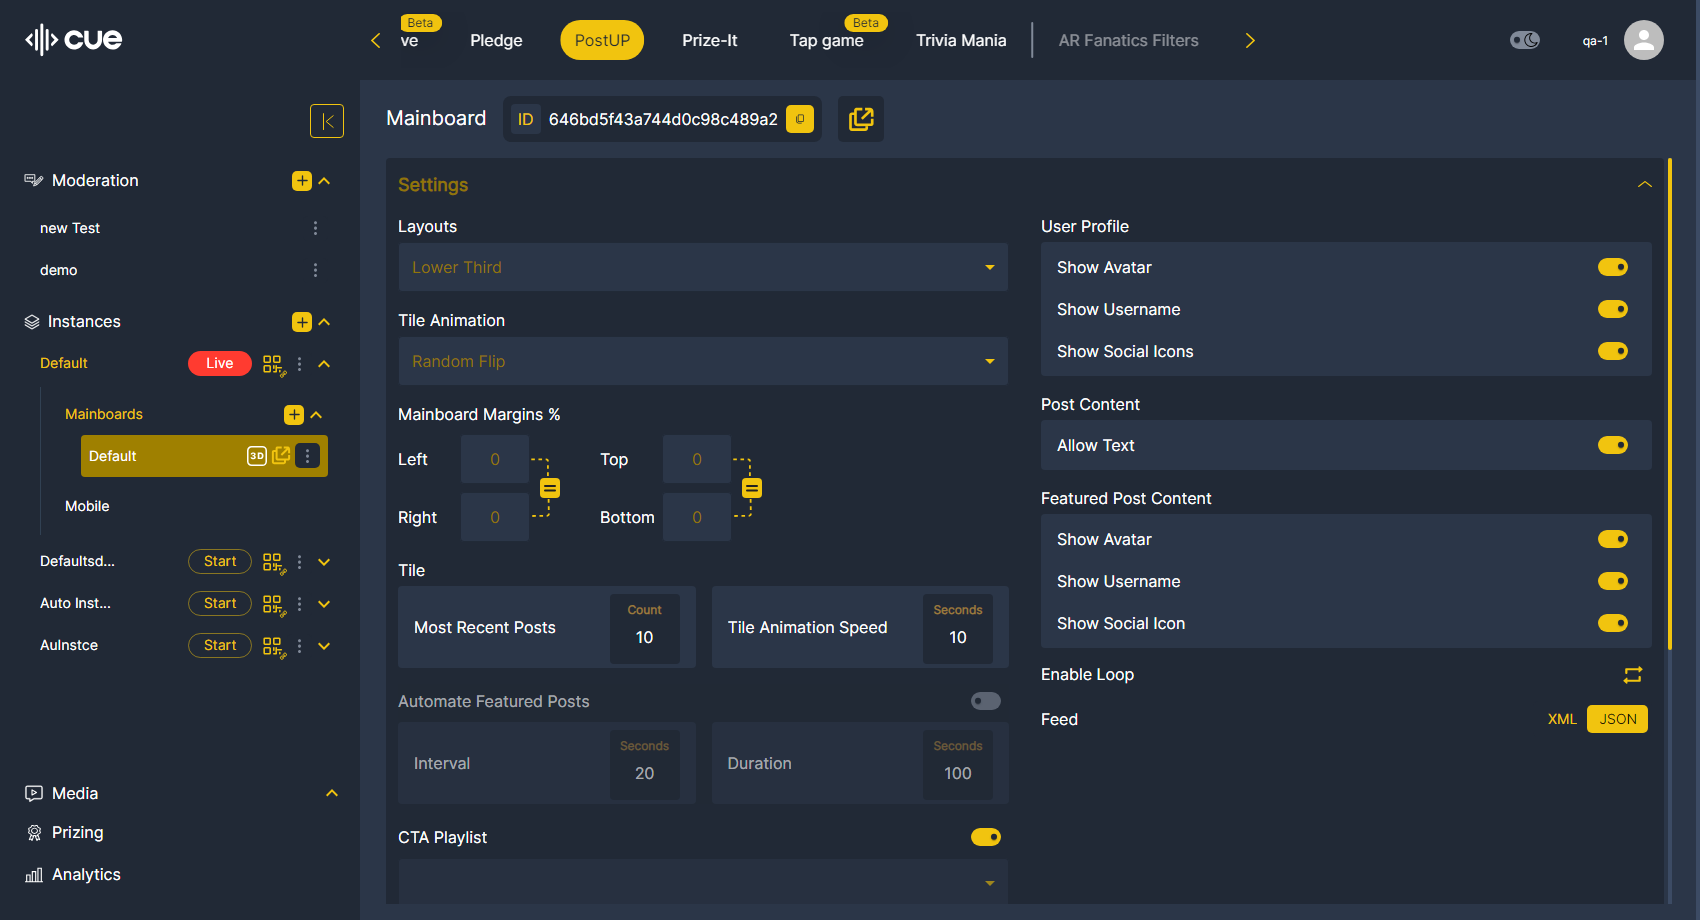 cue
Beta
ve
Pledge
PostUP
Prize-It
Beta
Tap game
Trivia Mania
AR Fanatics Filters
qa-1
Moderation
new Test
demo
Instances
Default
Live
Mainboards
Default
3D
Mobile
Defaultsd...
Start
Auto Inst...
Start
AuInstce
Start
Media
Prizing
Analytics
Mainboard
ID
646bd5f43a744d0c98c489a2
Settings
Layouts
Lower Third
Tile Animation
Random Flip
Mainboard Margins %
Left
0
Top
0
Right
0
Bottom
0
Tile
Most Recent Posts
Count
10
Tile Animation Speed
Seconds
10
Automate Featured Posts
Interval
Seconds
20
Duration
Seconds
100
CTA Playlist
User Profile
Show Avatar
Show Username
Show Social Icons
Post Content
Allow Text
Featured Post Content
Show Avatar
Show Username
Show Social Icon
Enable Loop
Feed
XML
JSON